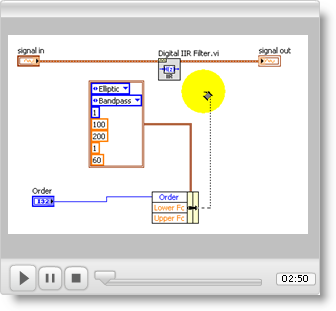 signal in
Digital IIR Filter.vi
signal out
IIR
Elliptic
Bandpass
1
100
200
1
60
Order
Order
Lower Fc
Upper Fc
02:50